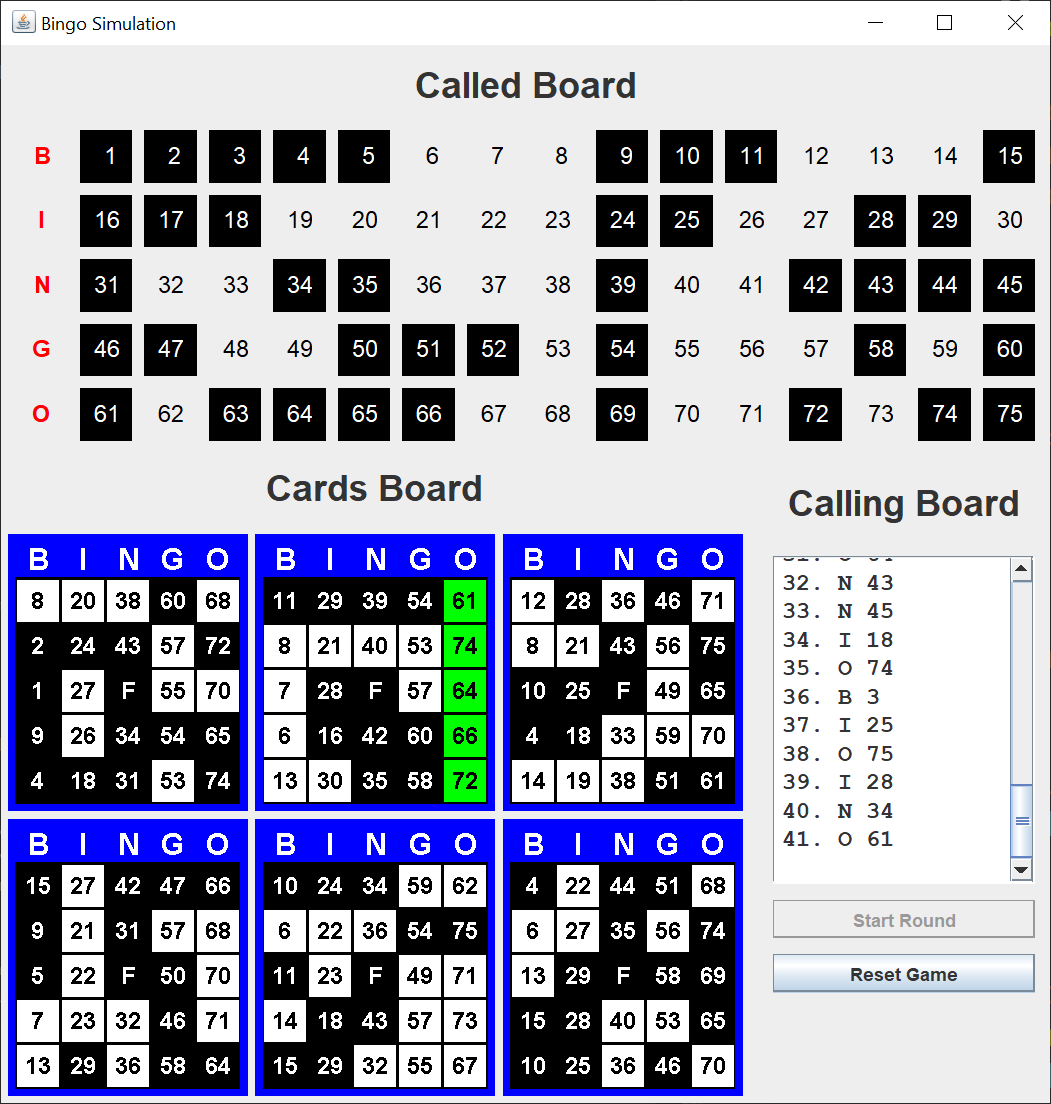 Bingo Simulation
Called Board
B 1 2 3 4 5 6 7 8 9 10 11 12 13 14 15
I 16 17 18 19 20 21 22 23 24 25 26 27 28 29 30
N 31 32 33 34 35 36 37 38 39 40 41 42 43 44 45
G 46 47 48 49 50 51 52 53 54 55 56 57 58 59 60
O 61 62 63 64 65 66 67 68 69 70 71 72 73 74 75
Cards Board
B I N G O
8 20 38 60 68
2 24 43 57 72
1 27 F 55 70
9 26 34 54 65
4 18 31 53 74
B I N G O
11 29 39 54 61
8 21 40 53 74
7 28 F 57 64
6 16 42 60 66
13 30 35 58 72
B I N G O
12 28 36 46 71
8 21 43 56 75
10 25 F 49 65
4 18 33 59 70
14 19 38 51 61
B I N G O
15 27 42 47 66
9 21 31 57 68
5 22 F 50 70
7 23 32 46 71
13 29 36 58 64
B I N G O
10 24 34 59 62
6 22 36 54 75
11 23 F 49 71
14 18 43 57 73
15 29 32 55 67
B I N G O
4 22 44 51 68
6 27 35 56 74
13 29 F 58 69
15 28 40 53 65
10 25 36 46 70
Calling Board
32. N 43
33. N 45
34. I 18
35. O 74
36. B 3
37. I 25
38. O 75
39. I 28
40. N 34
41. O 61
Start Round
Reset Game